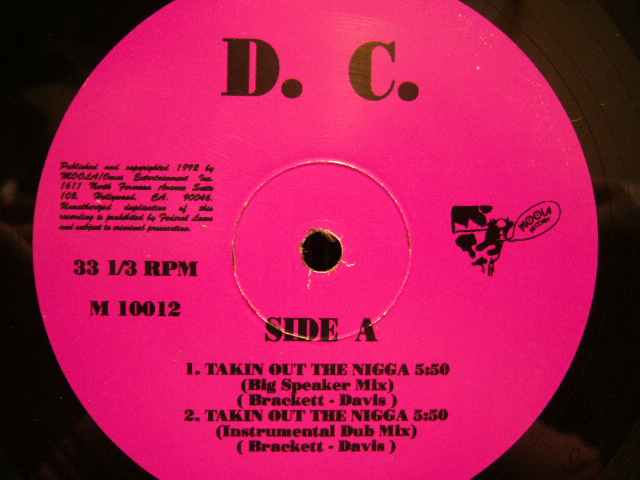 D. C.
Published and copyrighted 1992 by
MOOLA/Omni Entertainment Inc.
1611 North Formosa Avenue Suite
102, Hollywood, CA. 90046.
Unauthorized duplication of this
recording is prohibited by Federal Laws
and subject to criminal prosecution.
MOOLA
RECORDS
33 1/3 RPM
M 10012
SIDE A
1. TAKIN OUT THE NIGGA 5:50
(Big Speaker Mix)
( Brackett - Davis )
2. TAKIN OUT THE NIGGA 5:50
(Instrumental Dub Mix)
( Brackett - Davis )